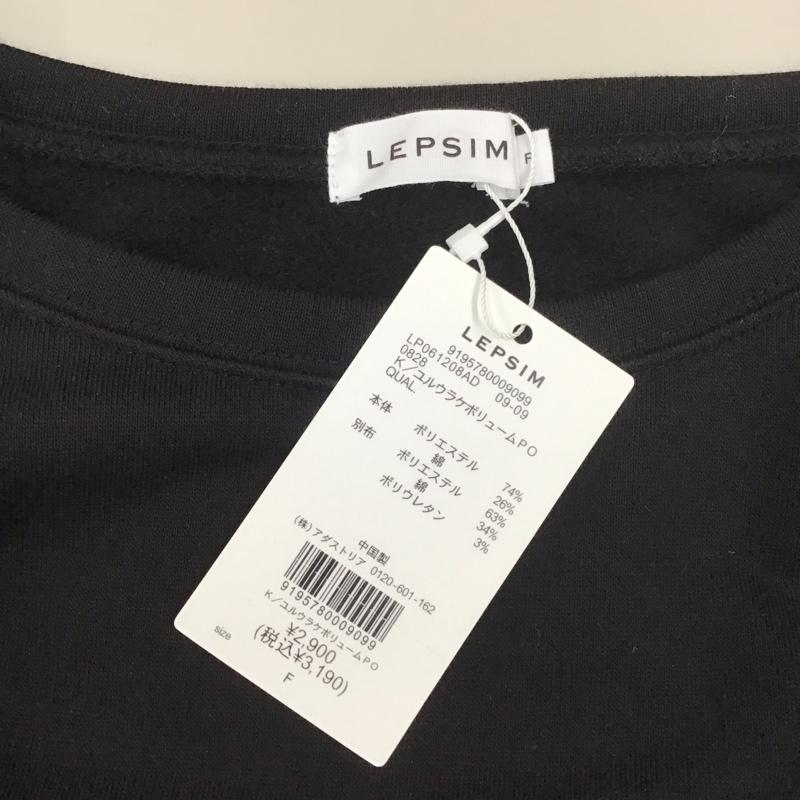 LEPSIM
F
LEPSIM
9195780009099
LP061208AD 09-09
0828
K／ユルウラケボリュームPO
QUAL
本体 ポリエステル 74%
綿 26%
別布 ポリエステル 63%
綿 34%
ポリウレタン 3%
中国製
(株)アダストリア 0120-601-162
9195780009099
K／ユルウラケボリュームPO
¥2,900
(税込¥3,190)
size F